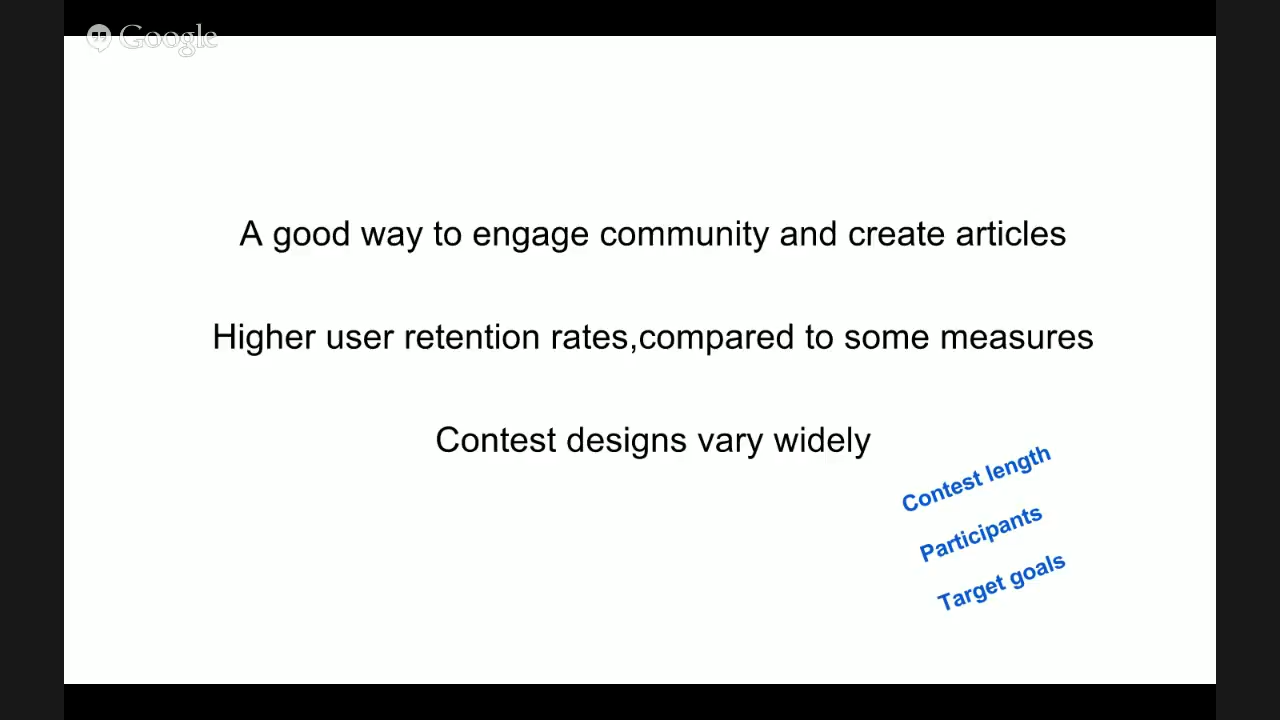 Google
A good way to engage community and create articles
Higher user retention rates,compared to some measures
Contest designs vary widely
Contest length
Participants
Target goals